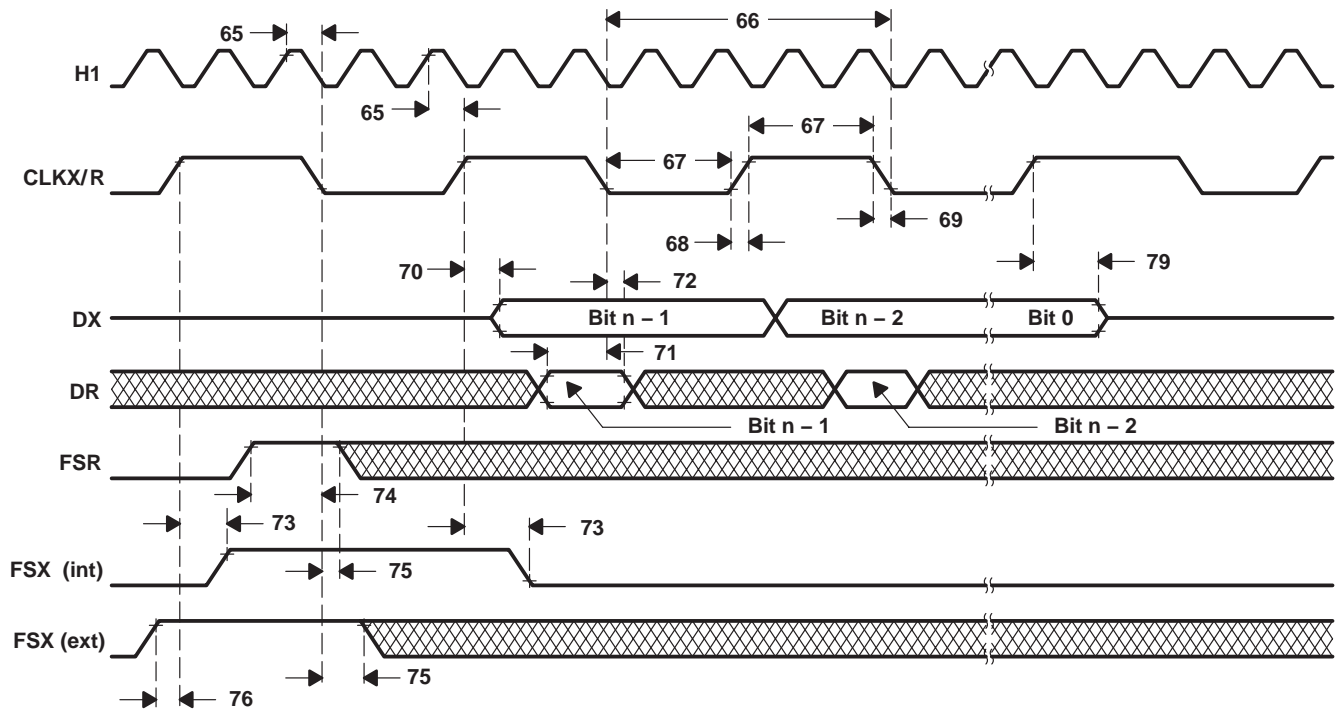 66
65
H1
65
67
67
CLKX/R
69
68
70
72
79
DX
Bit n – 1
Bit n – 2
Bit 0
71
DR
Bit n – 1
Bit n – 2
FSR
74
73
73
FSX (int)
75
FSX (ext)
75
76